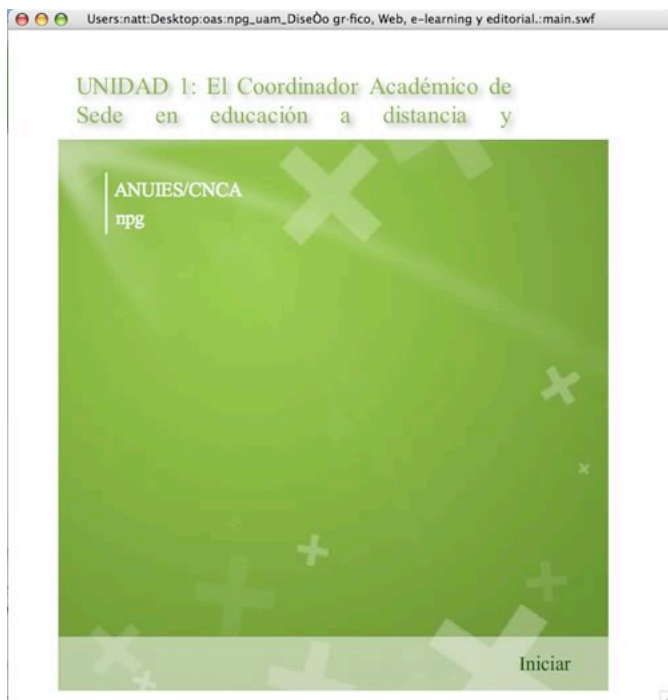 Users:natt:Desktop:oas:npg_uam_DiseÒo gr·fico, Web, e-learning y editorial.:main.swf
UNIDAD 1: El Coordinador Académico de
Sede en educación a distancia y
ANUIES/CNCA
npg
Iniciar